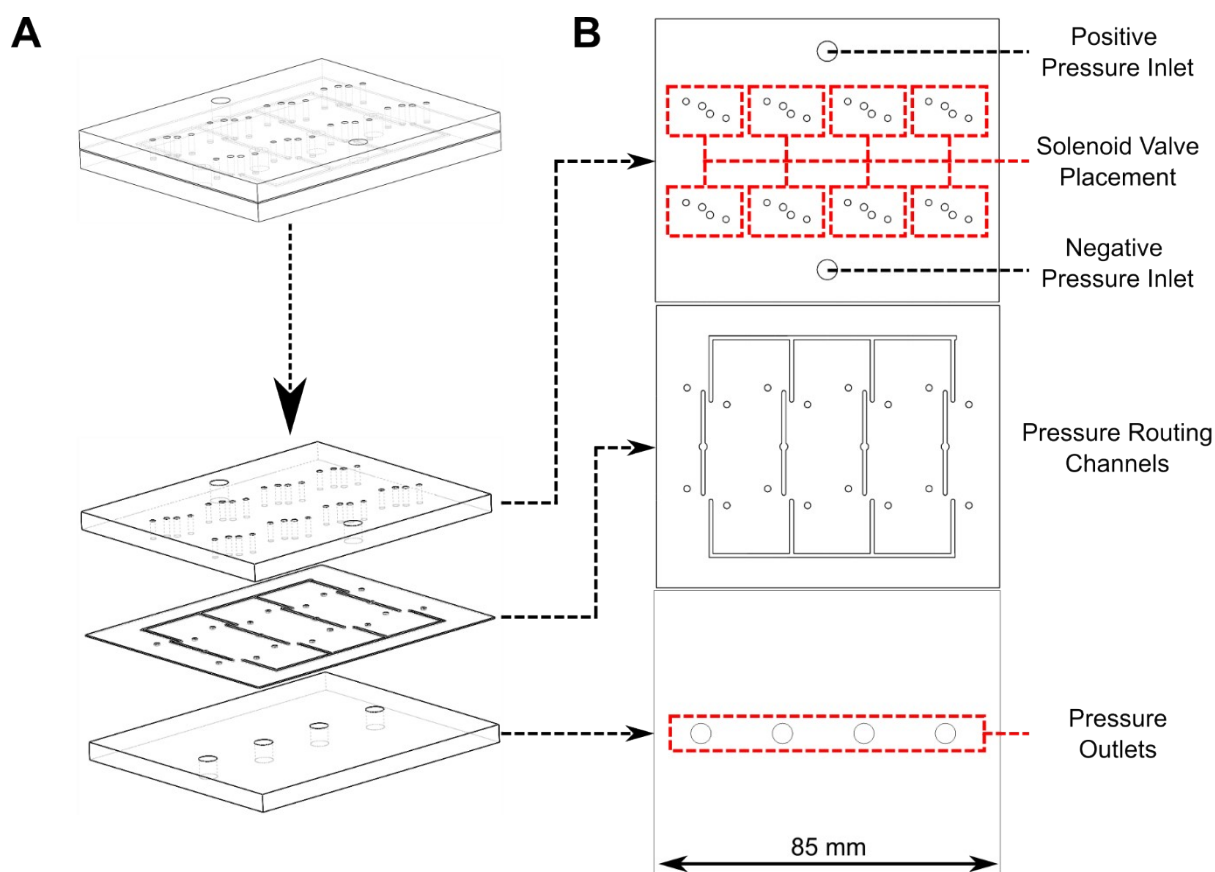 A
B
Positive
Pressure Inlet
Solenoid Valve
Placement
Negative
Pressure Inlet
Pressure Routing
Channels
Pressure
Outlets
85 mm